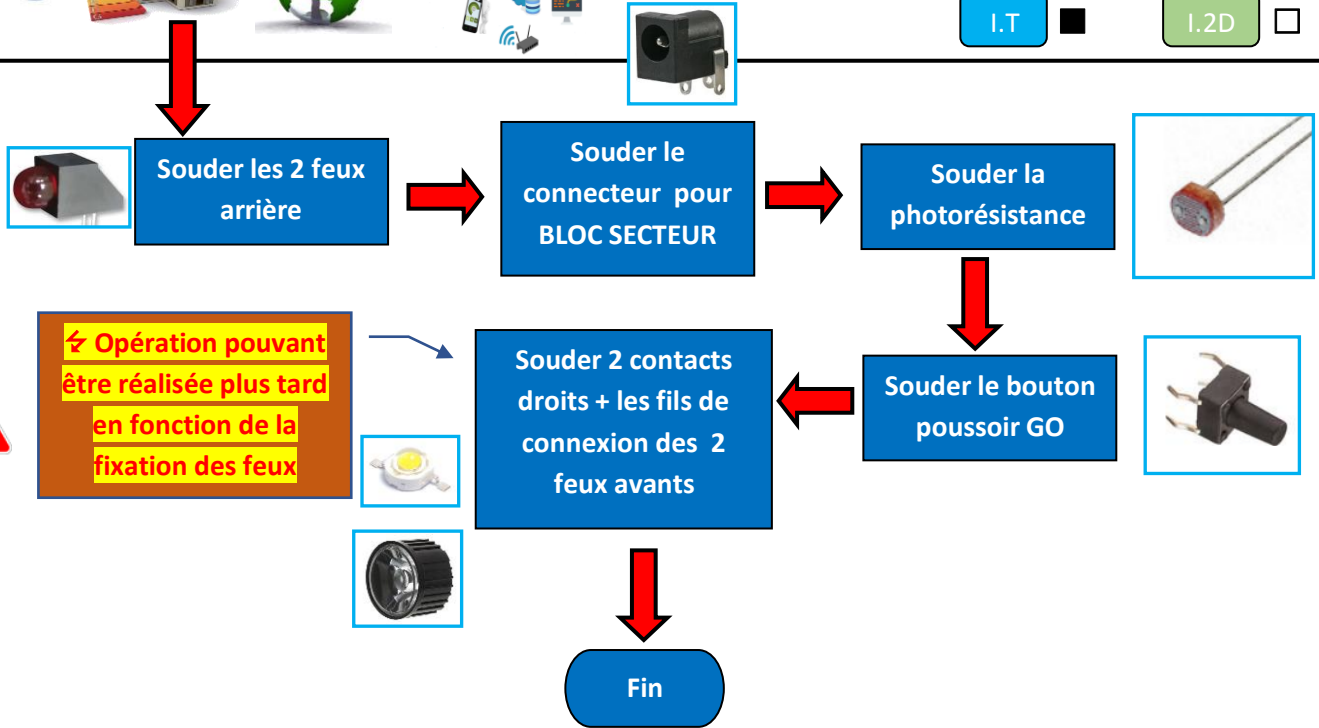 I.T
I.2D
Souder les 2 feux
arrière
Souder le
connecteur pour
BLOC SECTEUR
Souder la
photorésistance
Souder le bouton
poussoir GO
Souder 2 contacts
droits + les fils de
connexion des 2
feux avants
Opération pouvant
être réalisée plus tard
en fonction de la
fixation des feux
Fin